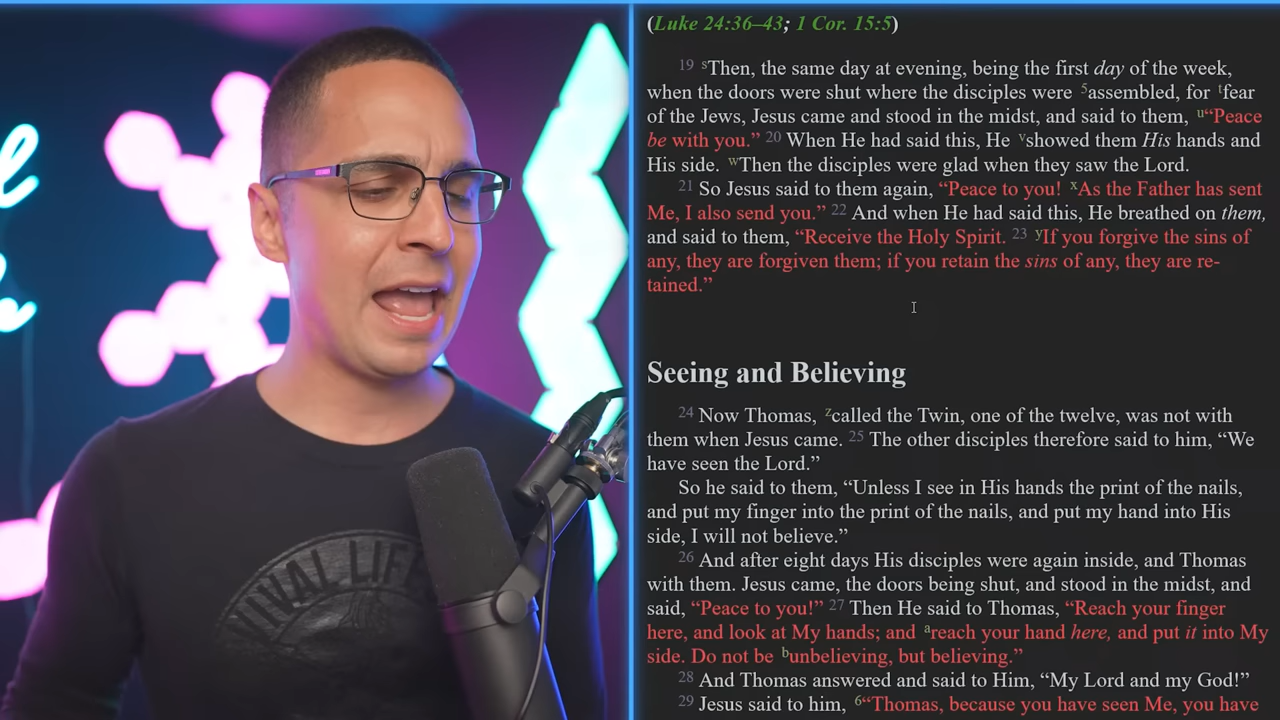 (Luke 24:36–43; 1 Cor. 15:5)
19 sThen, the same day at evening, being the first day of the week,
when the doors were shut where the disciples were 5assembled, for tfear
of the Jews, Jesus came and stood in the midst, and said to them, u“Peace
be with you.” 20 When He had said this, He vshowed them His hands and
His side. wThen the disciples were glad when they saw the Lord.
21 So Jesus said to them again, “Peace to you! xAs the Father has sent
Me, I also send you.” 22 And when He had said this, He breathed on them,
and said to them, “Receive the Holy Spirit. 23 yIf you forgive the sins of
any, they are forgiven them; if you retain the sins of any, they are re-
tained.”
Seeing and Believing
24 Now Thomas, zcalled the Twin, one of the twelve, was not with
them when Jesus came. 25 The other disciples therefore said to him, “We
have seen the Lord.”
So he said to them, “Unless I see in His hands the print of the nails,
and put my finger into the print of the nails, and put my hand into His
side, I will not believe.”
26 And after eight days His disciples were again inside, and Thomas
with them. Jesus came, the doors being shut, and stood in the midst, and
said, “Peace to you!” 27 Then He said to Thomas, “Reach your finger
here, and look at My hands; and areach your hand here, and put it into My
side. Do not be bunbelieving, but believing.”
28 And Thomas answered and said to Him, “My Lord and my God!”
29 Jesus said to him, 6“Thomas, because you have seen Me, you have
VIVAL LIFE